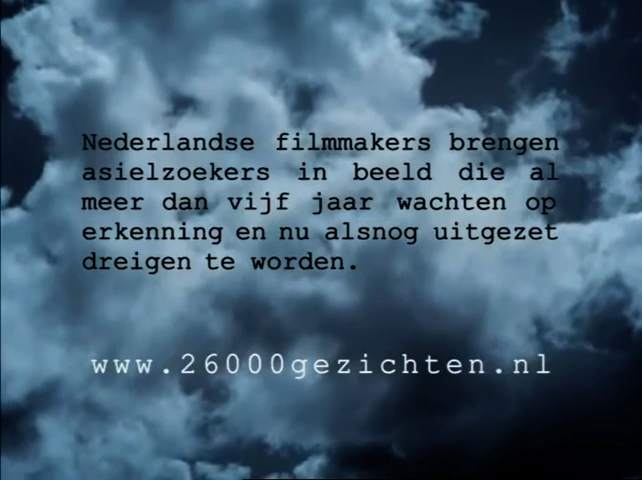 Nederlandse filmmakers brengen
asielzoekers in beeld die al
meer dan vijf jaar wachten op
erkenning en nu alsnog uitgezet
dreigen te worden.
www.26000gezichten.nl